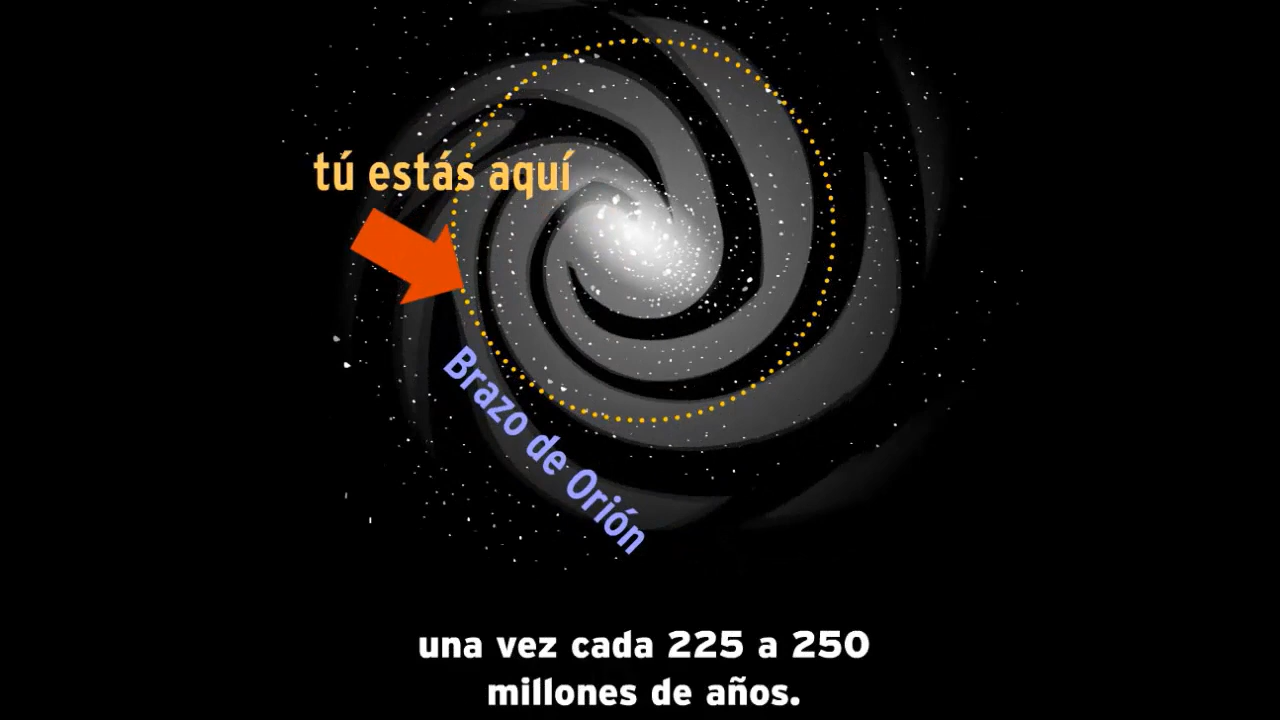 tú estás aquí
Brazo de Orión
una vez cada 225 a 250
millones de años.